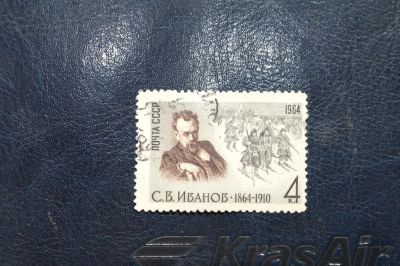 1964
ПОЧТА СССР
4
к.
С.В. ИВАНОВ · 1864-1910
KrasAir